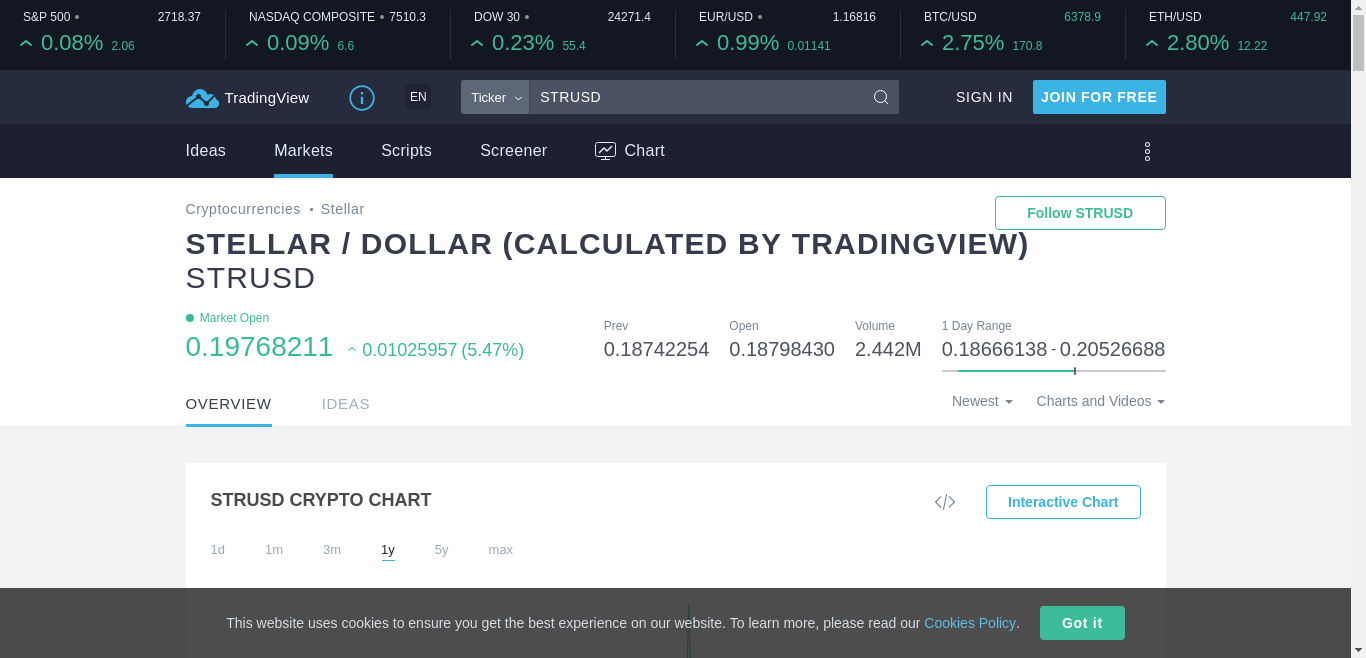 S&P 500 2718.37 NASDAQ COMPOSITE 7510.3 DOW 30 24271.4 EUR/USD 1.16816 BTC/USD 6378.9 ETH/USD 447.92
0.08% 2.06 0.09% 6.6 0.23% 55.4 0.99% 0.01141 2.75% 170.8 2.80% 12.22
TradingView EN Ticker STRUSD SIGN IN JOIN FOR FREE
Ideas Markets Scripts Screener Chart
Cryptocurrencies • Stellar
Follow STRUSD
STELLAR / DOLLAR (CALCULATED BY TRADINGVIEW)
STRUSD
Market Open
0.19768211 0.01025957 (5.47%)
Prev Open Volume 1 Day Range
0.18742254 0.18798430 2.442M 0.18666138 - 0.20526688
OVERVIEW IDEAS
Newest Charts and Videos
STRUSD CRYPTO CHART
Interactive Chart
1d 1m 3m 1y 5y max
This website uses cookies to ensure you get the best experience on our website. To learn more, please read our Cookies Policy. Got it